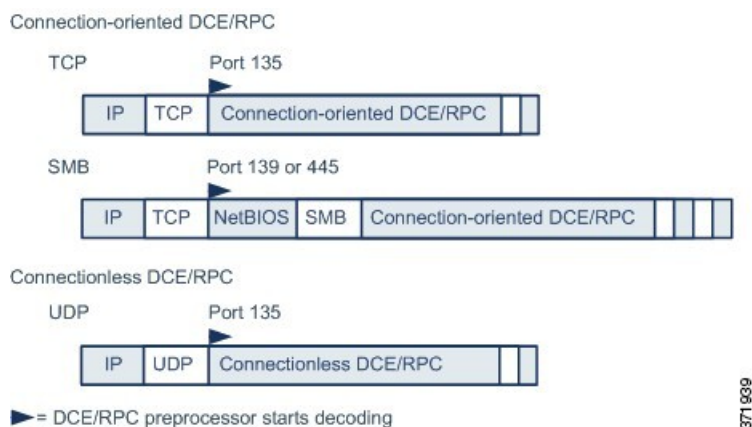 Connection-oriented DCE/RPC
TCP Port 135
IP TCP Connection-oriented DCE/RPC
SMB Port 139 or 445
IP TCP NetBIOS SMB Connection-oriented DCE/RPC
Connectionless DCE/RPC
UDP Port 135
IP UDP Connectionless DCE/RPC
= DCE/RPC preprocessor starts decoding
371939